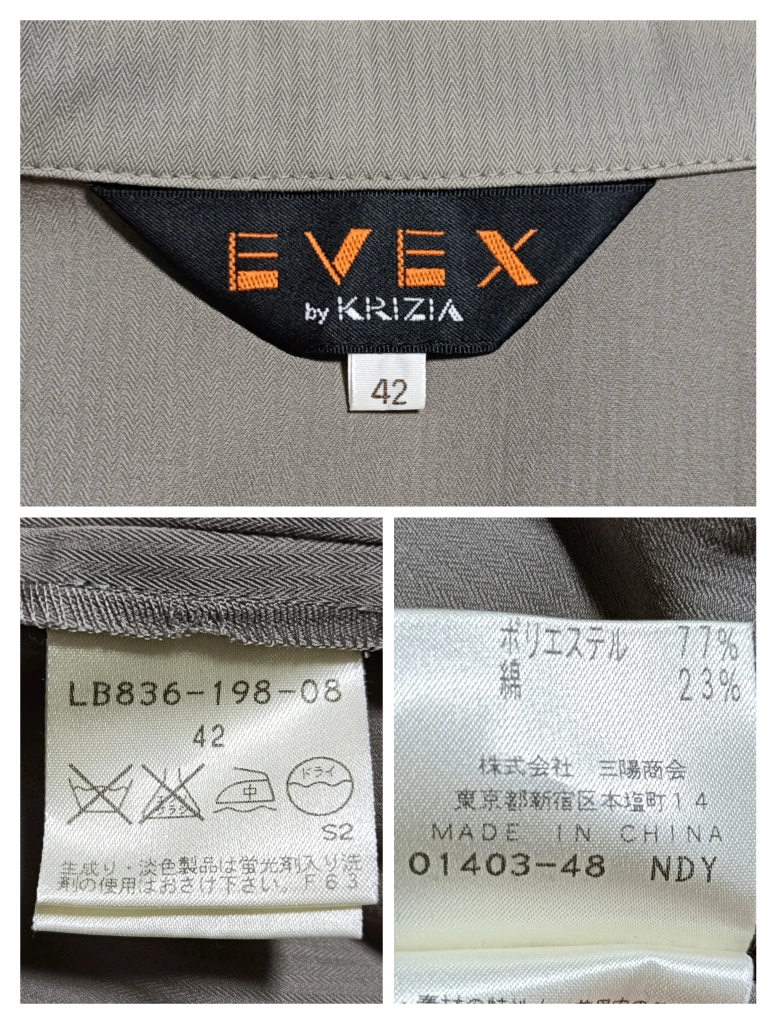 EVEX
by KRIZIA
42
LB836-198-08
42
中
ドライ
S2
生成り・淡色製品は蛍光剤入り洗
剤の使用はおさけ下さい。F63
ポリエステル 77%
綿 23%
株式会社 三陽商会
東京都新宿区本塩町14
MADE IN CHINA
01403-48 NDY